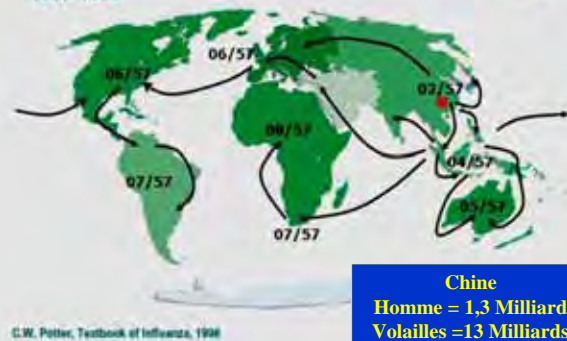 06/57
06/57
02/57
08/57
04/57
07/57
05/57
07/57
C.W. Potter, Textbook of Influenza, 1998
Chine
Homme = 1,3 Milliard
Volailles =13 Milliards